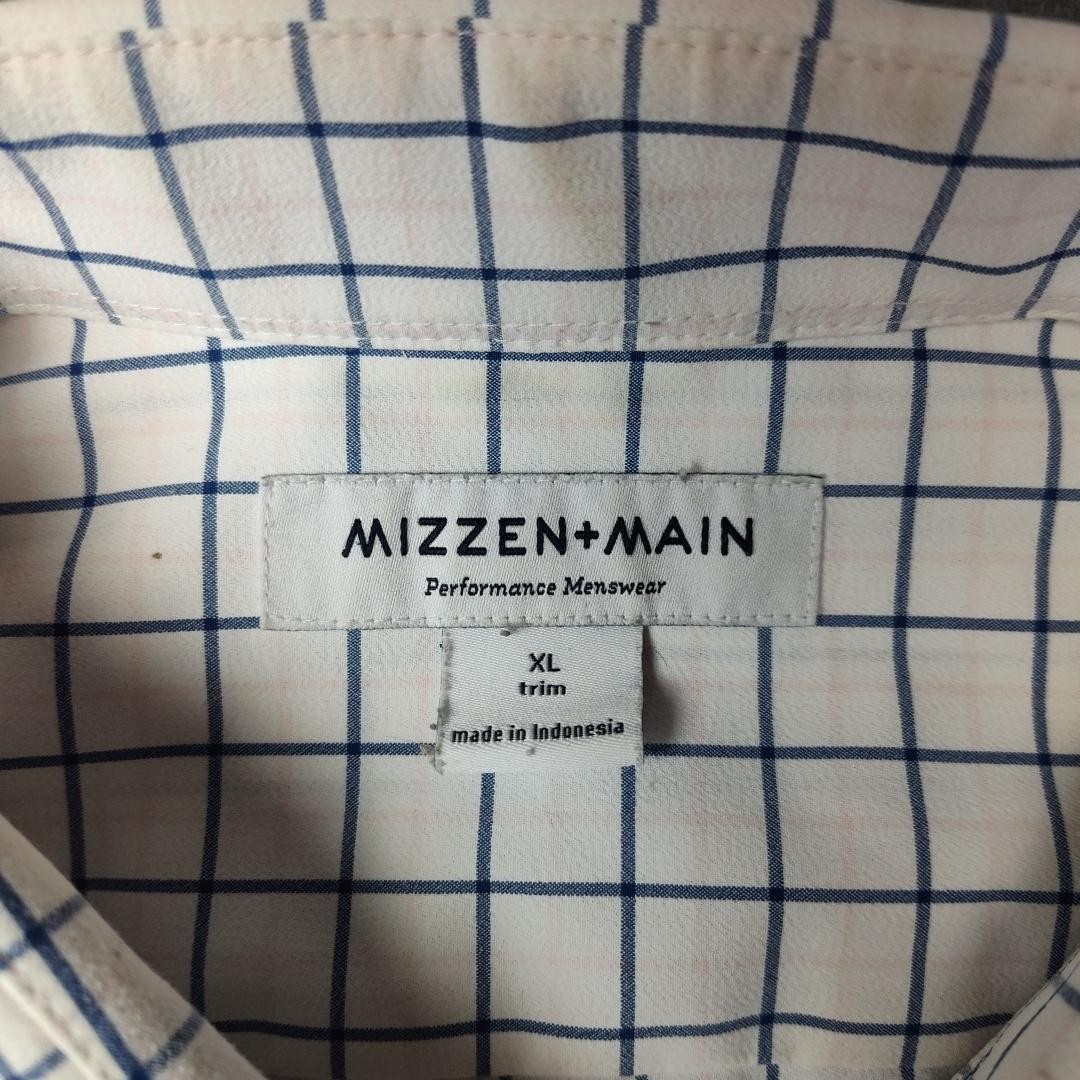 MIZZEN+MAIN
Performance Menswear
XL
trim
made in Indonesia